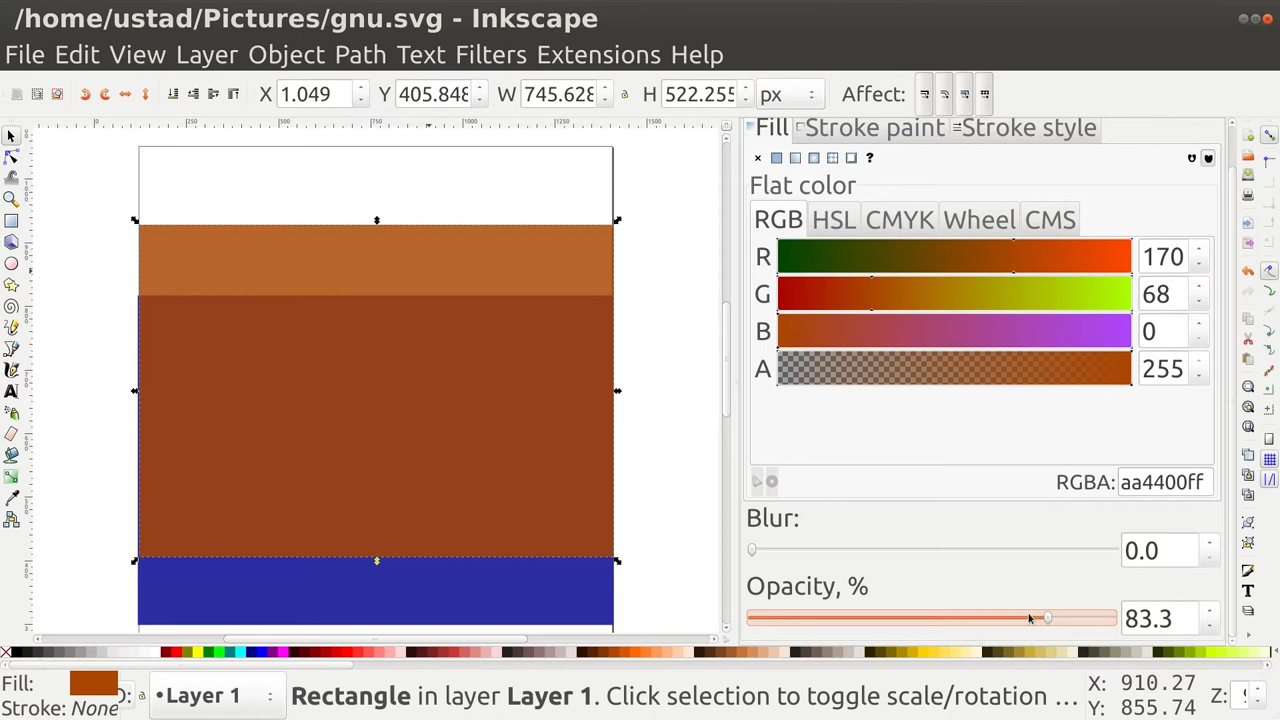 /home/ustad/Pictures/gnu.svg - Inkscape
File Edit View Layer Object Path Text Filters Extensions Help
X 1.049 Y 405.848 W 745.628 H 522.255 px Affect:
Fill Stroke paint Stroke style
Flat color
RGB HSL CMYK Wheel CMS
R 170
G 68
B 0
A 255
RGBA: aa4400ff
Blur:
0.0
Opacity, %
83.3
Fill:
Stroke: None
•Layer 1
Rectangle in layer Layer 1. Click selection to toggle scale/rotation ...
X: 910.27
Y: 855.74
Z: